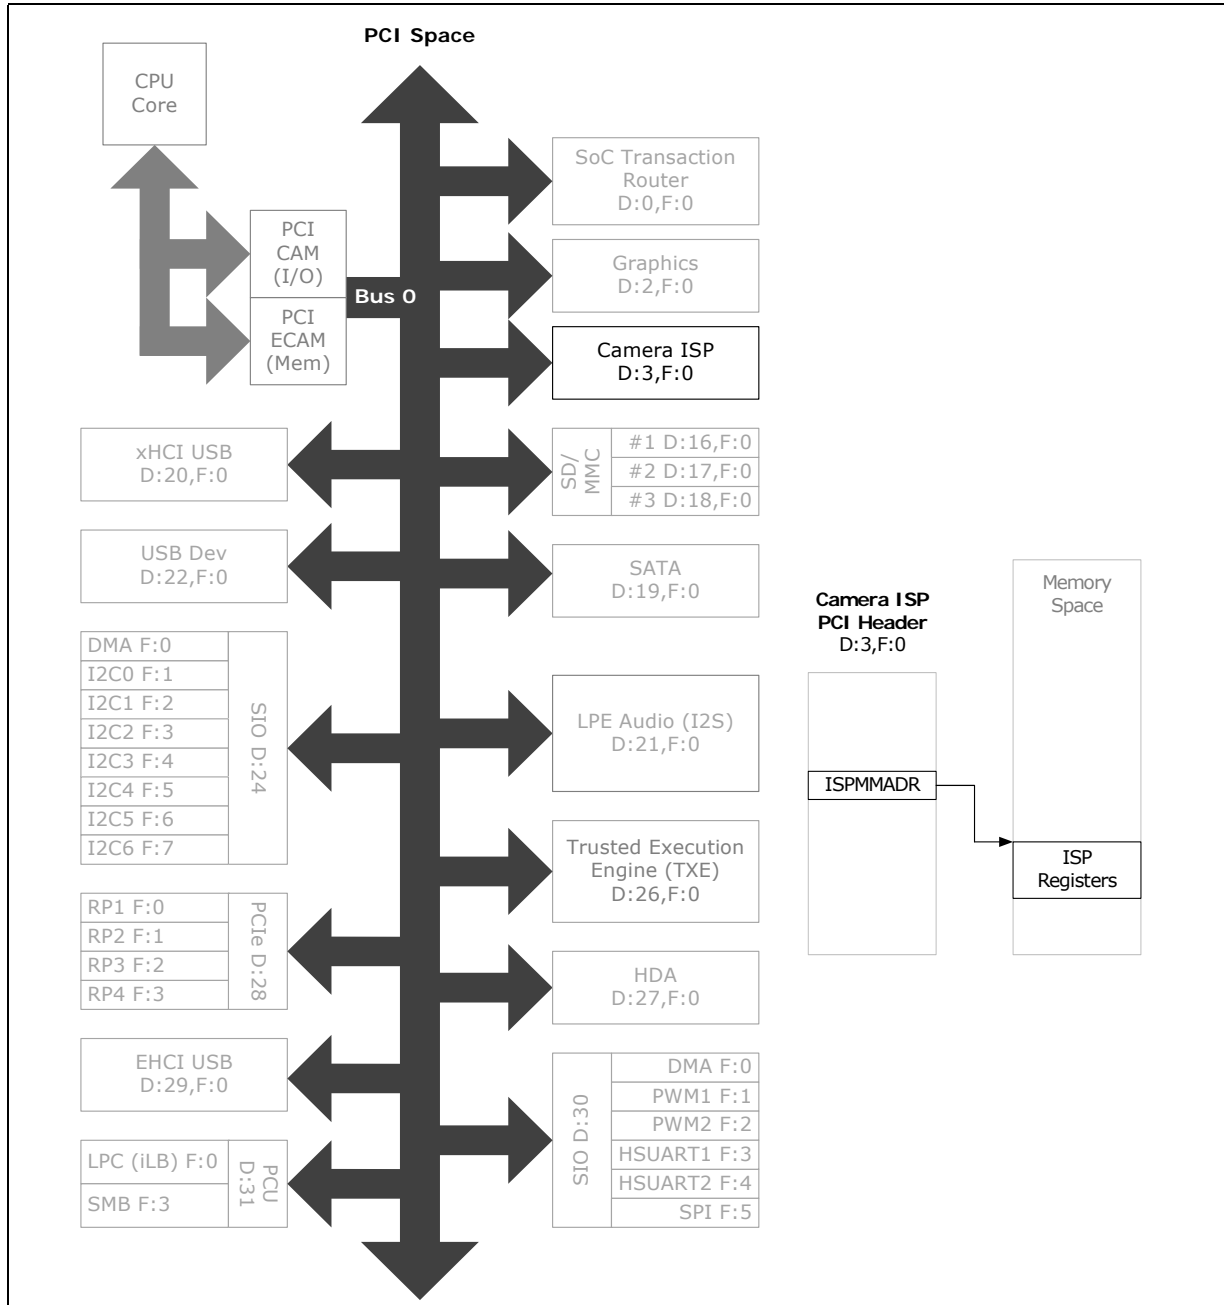 PCI Space
CPU
Core
PCI
CAM
(I/O)
PCI
ECAM
(Mem)
Bus 0
SoC Transaction
Router
D:0,F:0
Graphics
D:2,F:0
Camera ISP
D:3,F:0
xHCI USB
D:20,F:0
SD/
MMC
#1 D:16,F:0
#2 D:17,F:0
#3 D:18,F:0
USB Dev
D:22,F:0
SATA
D:19,F:0
DMA F:0
I2C0 F:1
I2C1 F:2
I2C2 F:3
I2C3 F:4
I2C4 F:5
I2C5 F:6
I2C6 F:7
SIO D:24
LPE Audio (I2S)
D:21,F:0
Trusted Execution
Engine (TXE)
D:26,F:0
RP1 F:0
RP2 F:1
RP3 F:2
RP4 F:3
PCIe D:28
HDA
D:27,F:0
EHCI USB
D:29,F:0
SIO D:30
DMA F:0
PWM1 F:1
PWM2 F:2
HSUART1 F:3
HSUART2 F:4
SPI F:5
LPC (iLB) F:0
SMB F:3
PCU
D:31
Camera ISP
PCI Header
D:3,F:0
ISPMMADR
Memory
Space
ISP
Registers